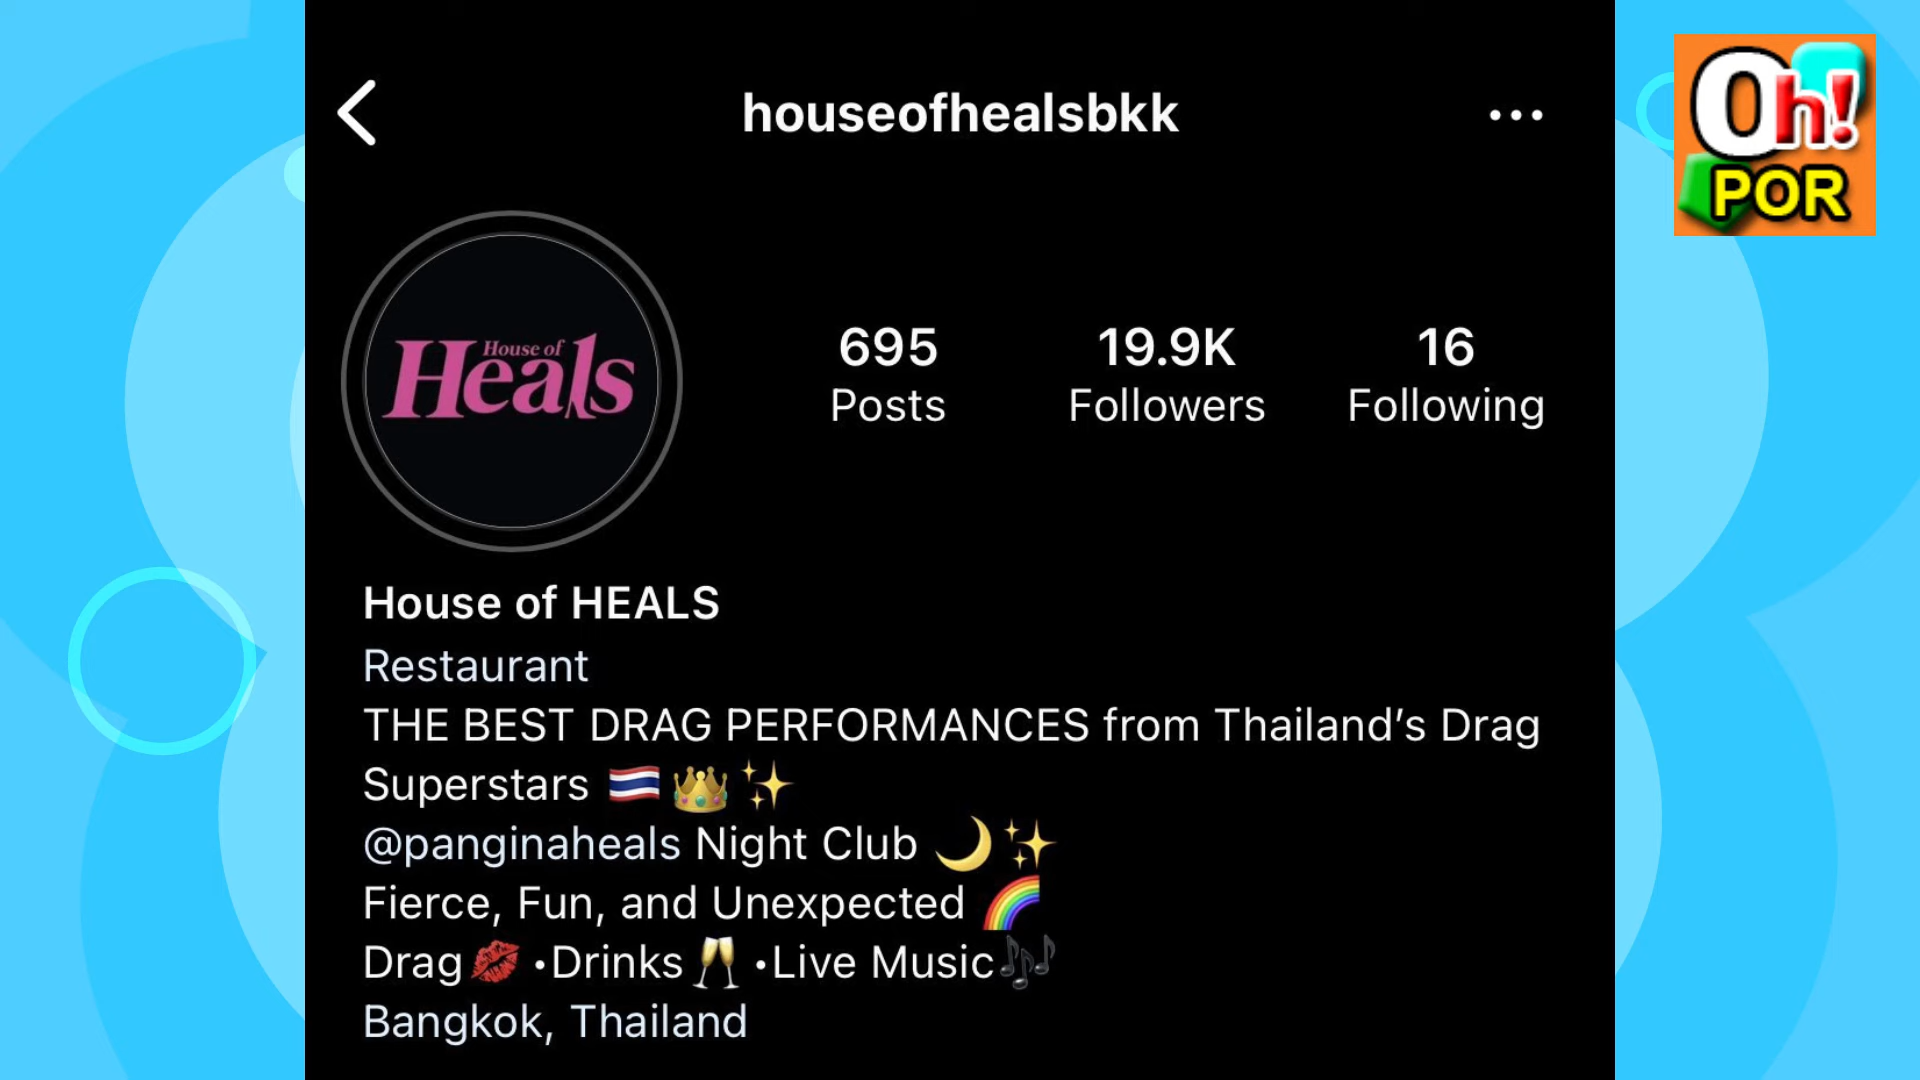 houseofhealsbkk
Oh!
POR
House of
Heals
695
Posts
19.9K
Followers
16
Following
House of HEALS
Restaurant
THE BEST DRAG PERFORMANCES from Thailand’s Drag
Superstars 🇹🇭👑✨
@panginaheals Night Club 🌙✨
Fierce, Fun, and Unexpected 🌈
Drag💋 •Drinks🥂 •Live Music🎶
Bangkok, Thailand